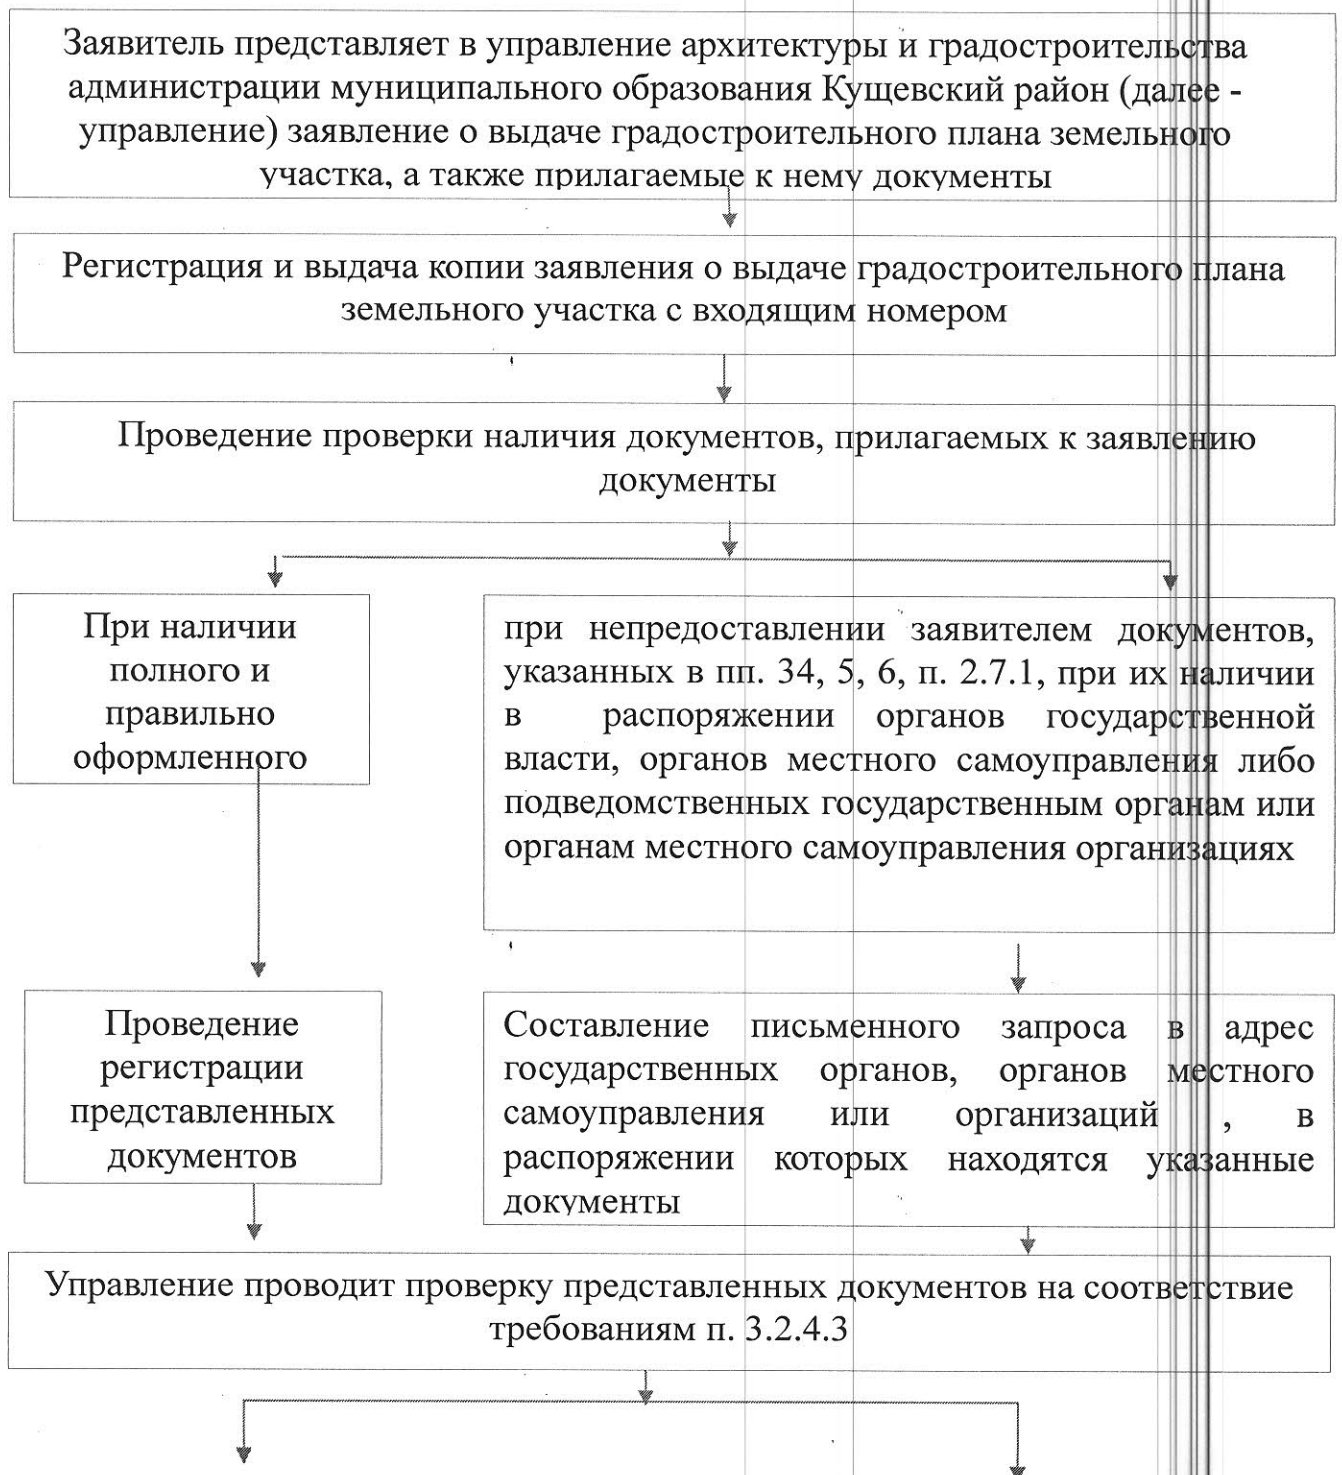 Заявитель представляет в управление архитектуры и градостроительства
администрации муниципального образования Кущевский район (далее -
управление) заявление о выдаче градостроительного плана земельного
участка, а также прилагаемые к нему документы
Регистрация и выдача копии заявления о выдаче градостроительного плана
земельного участка с входящим номером
Проведение проверки наличия документов, прилагаемых к заявлению
документы
При наличии
полного и
правильно
оформленного
при непредоставлении заявителем документов,
указанных в пп. 34, 5, 6, п. 2.7.1, при их наличии
в распоряжении органов государственной
власти, органов местного самоуправления либо
подведомственных государственным органам или
органам местного самоуправления организациях
Проведение
регистрации
представленных
документов
Составление письменного запроса в адрес
государственных органов, органов местного
самоуправления или организаций , в
распоряжении которых находятся указанные
документы
Управление проводит проверку представленных документов на соответствие
требованиям п. 3.2.4.3